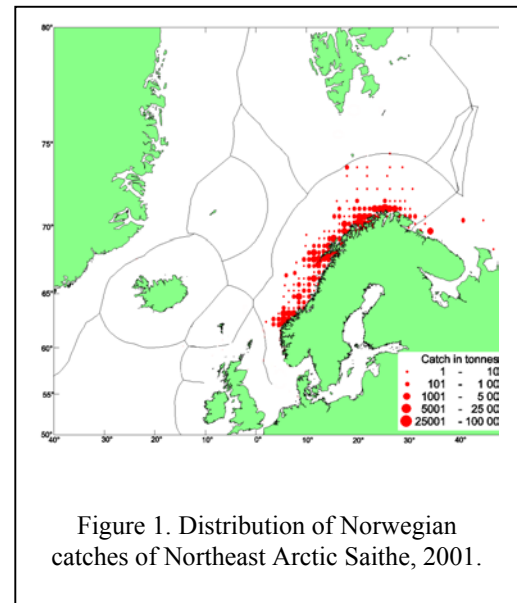 80°
75°
70°
65°
60°
55°
50°
40° 30° 20° 10° 0° 10° 20° 30° 40°
Catch in tonnes
1 - 10
101 - 1 00
1001 - 5 00
5001 - 25 00
25001 - 100 00
Figure 1. Distribution of Norwegian
catches of Northeast Arctic Saithe, 2001.